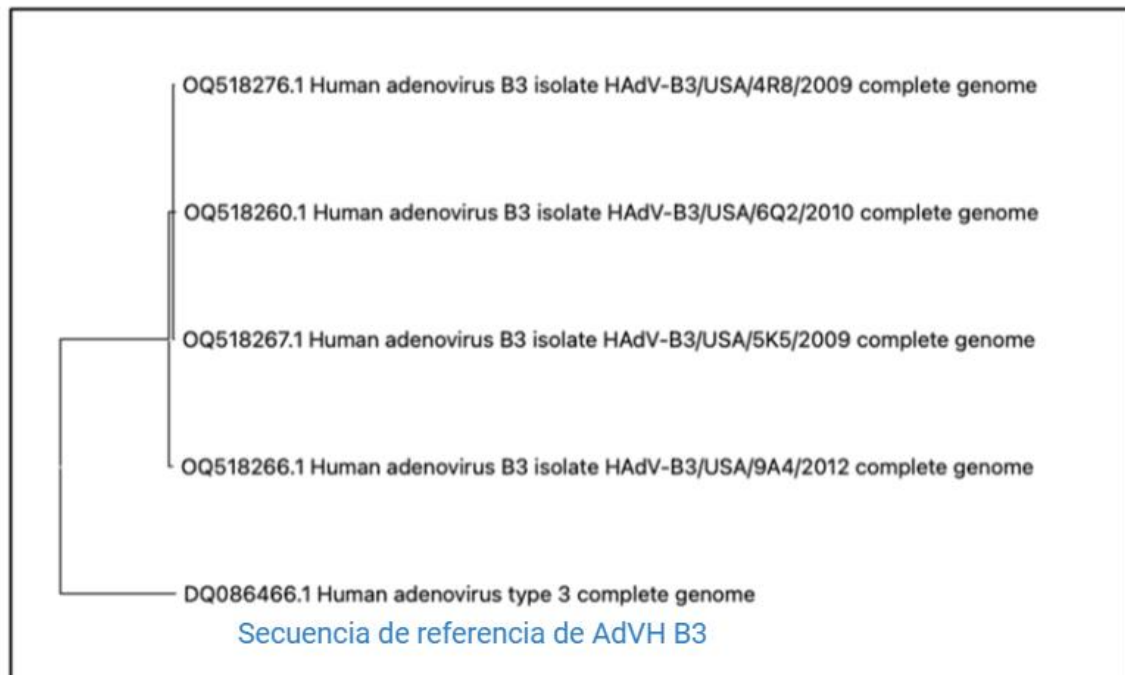 OQ518276.1 Human adenovirus B3 isolate HAdV-B3/USA/4R8/2009 complete genome
OQ518260.1 Human adenovirus B3 isolate HAdV-B3/USA/6Q2/2010 complete genome
OQ518267.1 Human adenovirus B3 isolate HAdV-B3/USA/5K5/2009 complete genome
OQ518266.1 Human adenovirus B3 isolate HAdV-B3/USA/9A4/2012 complete genome
DQ086466.1 Human adenovirus type 3 complete genome
Secuencia de referencia de AdVH B3